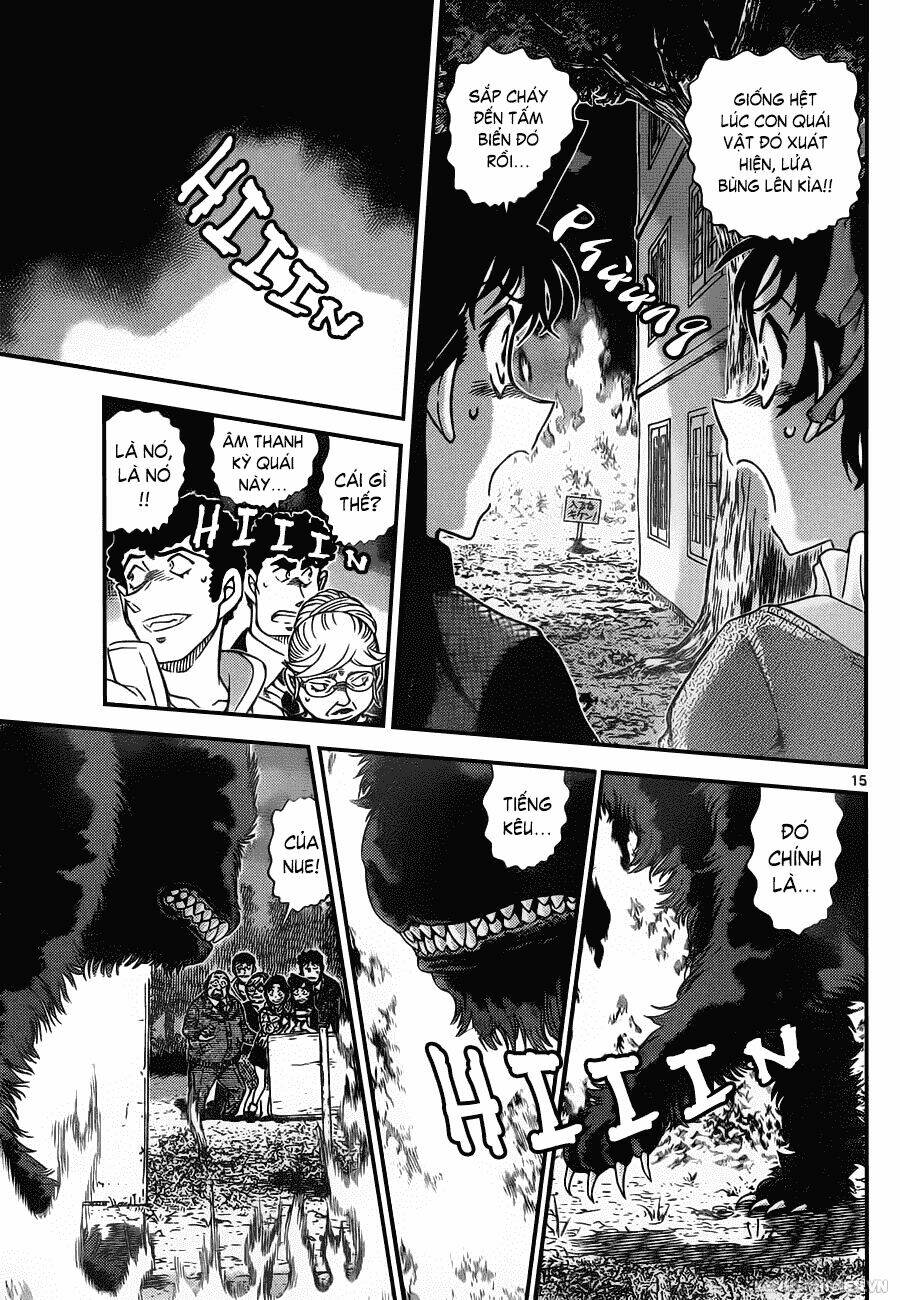 GIỐNG HỆT
LÚC CON QUÁI
VẬT ĐÓ XUẤT
HIỆN, LỬA
BÙNG LÊN KÌA!!
SẮP CHÁY
ĐẾN TẤM
BIỂN ĐÓ
RỒI...
Phừừng
HIIIN
CÁI GÌ
THẾ?
ÂM THANH
KỲ QUÁI
NÀY...
LÀ NÓ,
LÀ NÓ
!!
HIIIN
15
ĐÓ
CHÍNH
LÀ...
TIẾNG
KÊU...
HIIIN
CỦA
NUE!